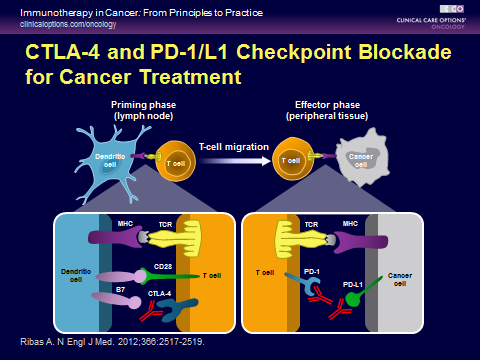 Immunotherapy in Cancer: From Principles to Practice
clinicaloptions.com/oncology
CCO
CLINICAL CARE OPTIONS®
ONCOLOGY
CTLA-4 and PD-1/L1 Checkpoint Blockade
for Cancer Treatment
Priming phase
(lymph node)
Effector phase
(peripheral tissue)
T-cell migration
Dendritic
cell
T cell
T cell
Cancer
cell
MHC
TCR
Dendritic
cell
CD28
B7
CTLA-4
T cell
TCR
MHC
T cell
PD-1
PD-L1
Cancer
cell
Ribas A. N Engl J Med. 2012;366:2517-2519.